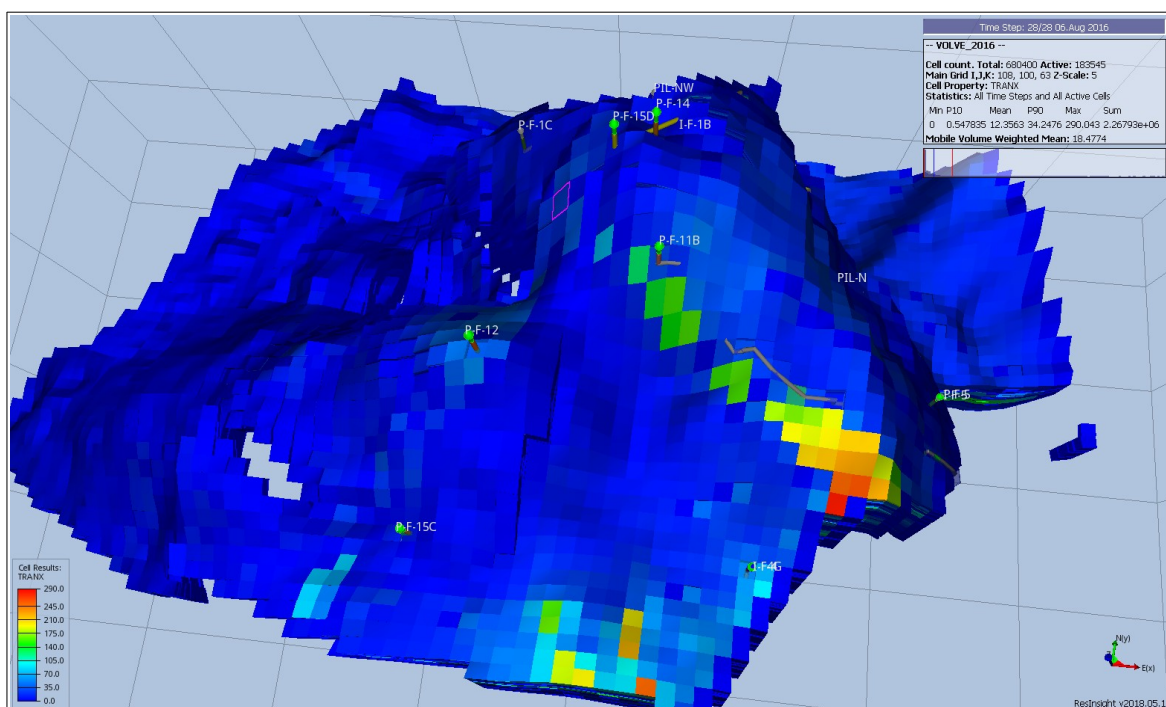 Time Step: 28/28 06.Aug 2016
-- VOLVE_2016 --
Cell count. Total: 680400 Active: 183545
Main Grid I,J,K: 108, 100, 63 Z-Scale: 5
Cell Property: TRANX
Statistics: All Time Steps and All Active Cells
Min P10 Mean P90 Max Sum
0 0.547835 12.3563 34.2476 290.043 2.26793e+06
Mobile Volume Weighted Mean: 18.4774
PIL-NW
P-F-14
P-F-1C
P-F-15D
I-F-1B
P-F-11B
PIL-N
P-F-12
P-F-15C
Cell Results:
TRANX
290.0
245.0
210.0
175.0
140.0
105.0
70.0
35.0
0.0
N(y)
E(x)
ResInsight v2018.05.1